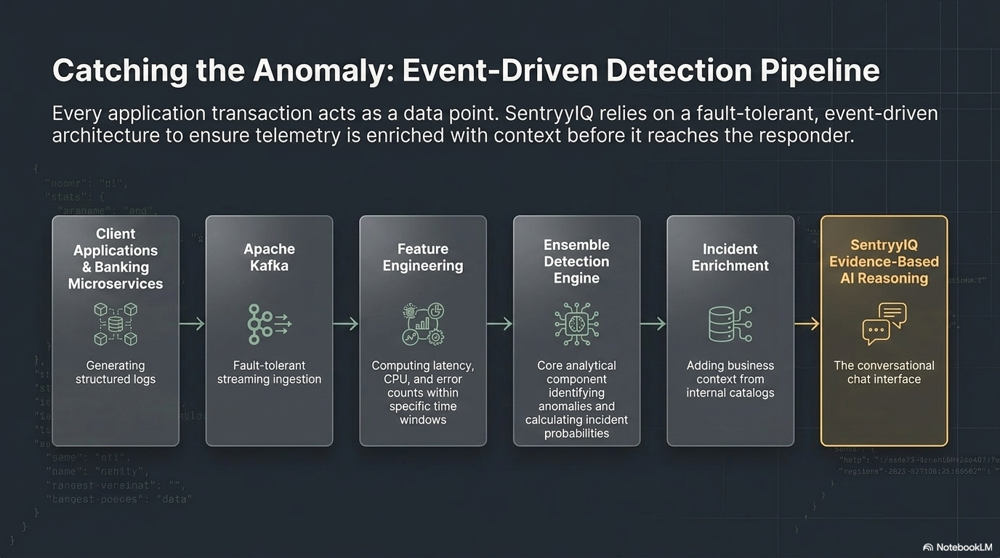 Catching the Anomaly: Event-Driven Detection Pipeline
Every application transaction acts as a data point. SentryyIQ relies on a fault-tolerant, event-driven
architecture to ensure telemetry is enriched with context before it reaches the responder.
Client
Applications
& Banking
Microservices
Generating
structured logs
Apache
Kafka
Fault-tolerant
streaming ingestion
Feature
Engineering
Computing latency,
CPU, and error
counts within
specific time
windows
Ensemble
Detection
Engine
Core analytical
component
identifying
anomalies and
calculating incident
probabilities
Incident
Enrichment
Adding business
context from
internal catalogs
SentryyIQ
Evidence-Based
AI Reasoning
The conversational
chat interface
{
"stats": {
"name":
"data"
}
}
}
NotebookLM